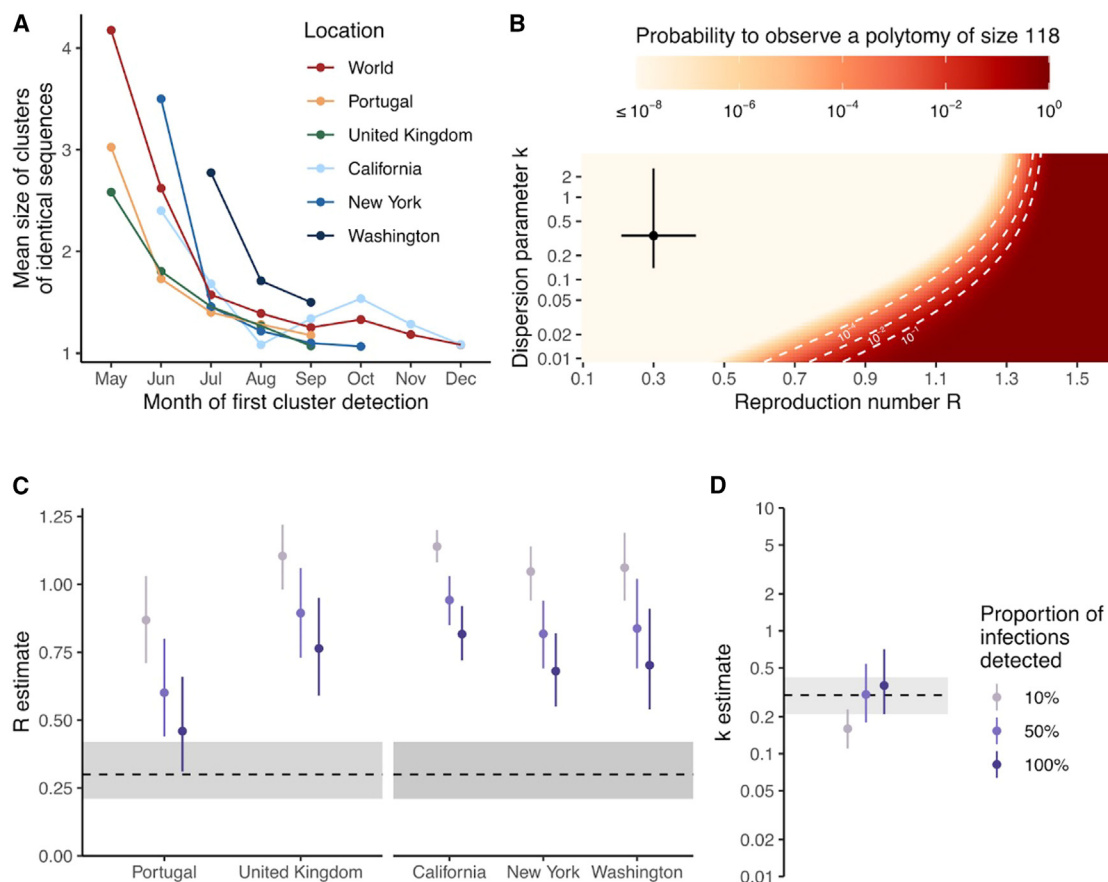 A
Location
World
Portugal
United Kingdom
California
New York
Washington
Mean size of clusters
of identical sequences
4
3
2
1
May Jun Jul Aug Sep Oct Nov Dec
Month of first cluster detection
B
Probability to observe a polytomy of size 118
≤ 10⁻⁸ 10⁻⁶ 10⁻⁴ 10⁻² 10⁰
Dispersion parameter k
2
1
0.5
0.2
0.1
0.05
0.02
0.01
10⁻⁴ 10⁻² 10⁻¹
0.1 0.3 0.5 0.7 0.9 1.1 1.3 1.5
Reproduction number R
C
R estimate
1.25
1.00
0.75
0.50
0.25
0.00
Portugal United Kingdom California New York Washington
D
k estimate
10
5
2
1
0.5
0.2
0.1
0.05
0.02
0.01
Proportion of
infections
detected
10%
50%
100%